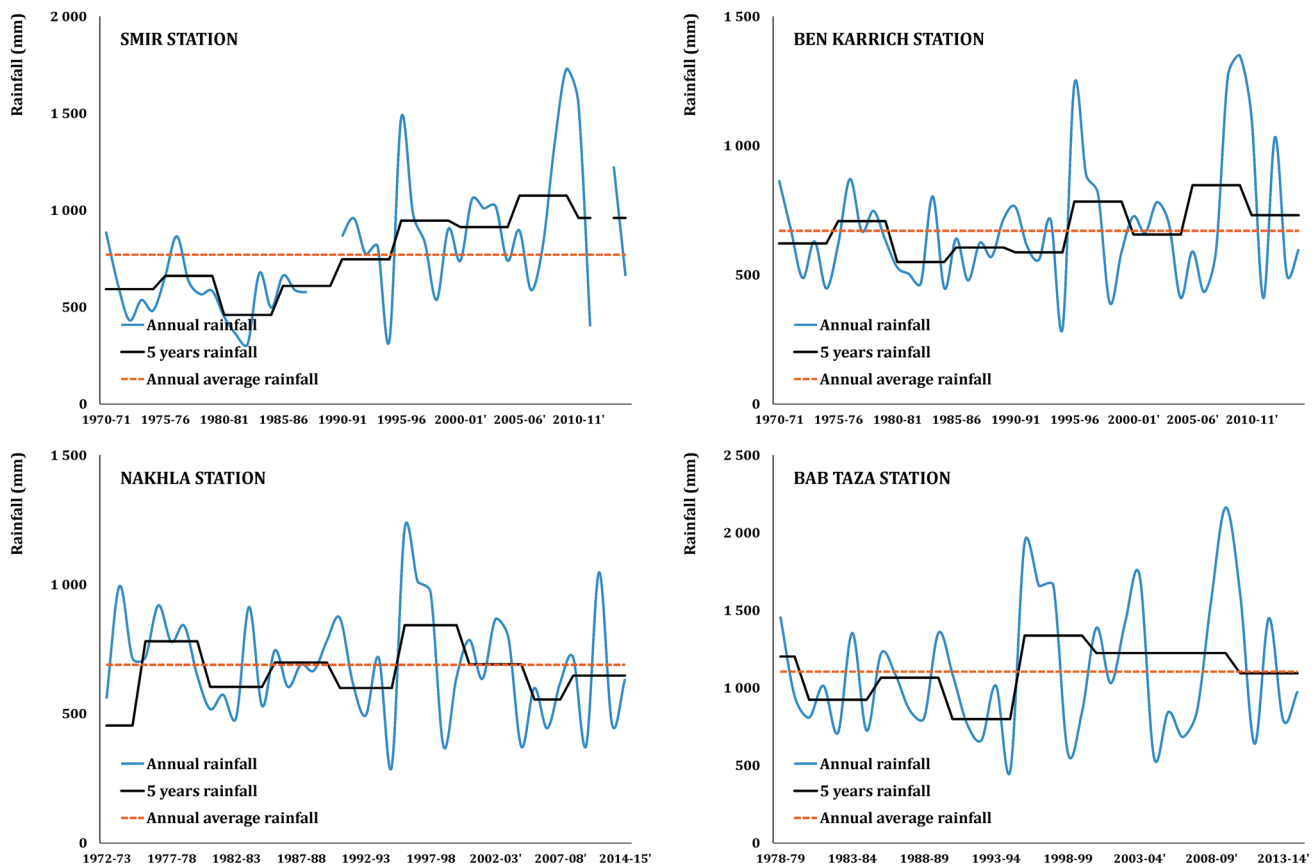 SMIR STATION
Rainfall (mm)
2 000
1 500
1 000
500
0
Annual rainfall
5 years rainfall
Annual average rainfall
1970-71 1975-76 1980-81 1985-86 1990-91 1995-96 2000-01' 2005-06' 2010-11'
BEN KARRICH STATION
Rainfall (mm)
1 500
1 000
500
0
Annual rainfall
5 years rainfall
Annual average rainfall
1970-71 1975-76 1980-81 1985-86 1990-91 1995-96 2000-01' 2005-06' 2010-11'
NAKHLA STATION
Rainfall (mm)
1 500
1 000
500
0
Annual rainfall
5 years rainfall
Annual average rainfall
1972-73 1977-78 1982-83 1987-88 1992-93 1997-98 2002-03' 2007-08' 2014-15'
BAB TAZA STATION
Rainfall (mm)
2 500
2 000
1 500
1 000
500
0
Annual rainfall
5 years rainfall
Annual average rainfall
1978-79 1983-84 1988-89 1993-94 1998-99 2003-04' 2008-09' 2013-14'